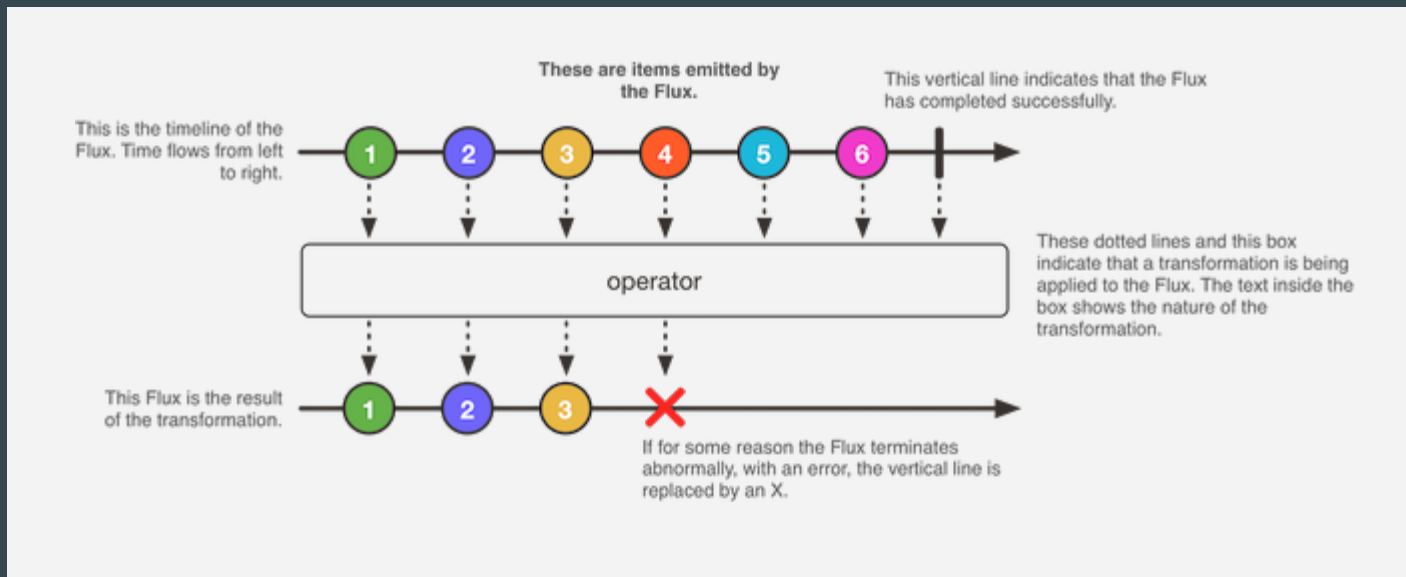 These are items emitted by
the Flux.
This vertical line indicates that the Flux
has completed successfully.
This is the timeline of the
Flux. Time flows from left
to right.
1 2 3 4 5 6
These dotted lines and this box
indicate that a transformation is being
applied to the Flux. The text inside the
box shows the nature of the
transformation.
operator
This Flux is the result
of the transformation.
1 2 3
If for some reason the Flux terminates
abnormally, with an error, the vertical line is
replaced by an X.